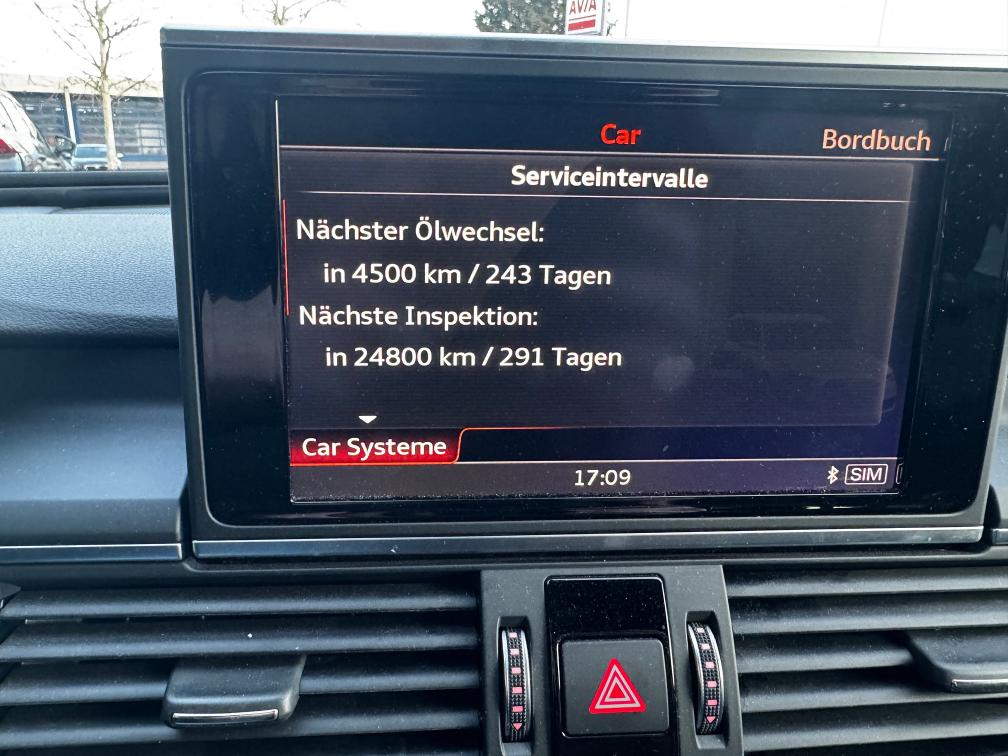 AVIA
Car
Bordbuch
Serviceintervalle
Nächster Ölwechsel:
in 4500 km / 243 Tagen
Nächste Inspektion:
in 24800 km / 291 Tagen
Car Systeme
17:09
SIM